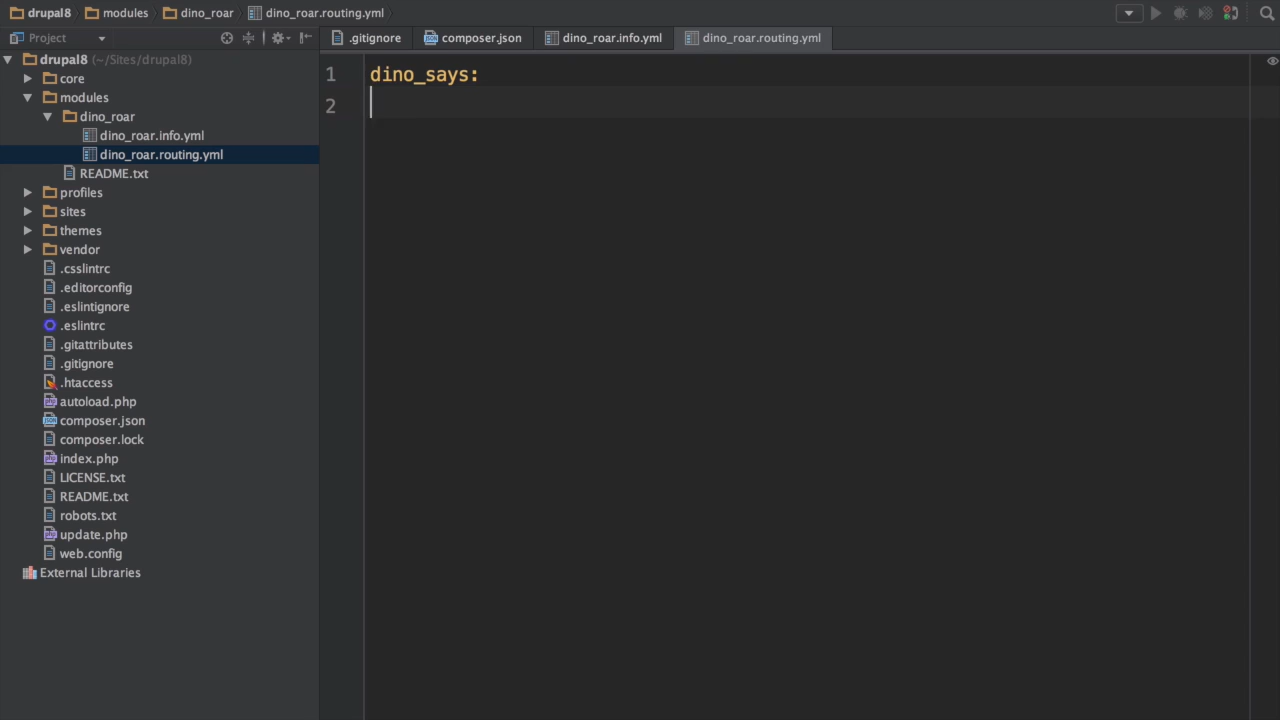 drupal8 modules dino_roar dino_roar.routing.yml
Project
.gitignore composer.json dino_roar.info.yml dino_roar.routing.yml
drupal8 (~/Sites/drupal8)
core
modules
dino_roar
dino_roar.info.yml
dino_roar.routing.yml
README.txt
profiles
sites
themes
vendor
.csslintrc
.editorconfig
.eslintignore
.eslintrc
.gitattributes
.gitignore
.htaccess
autoload.php
composer.json
composer.lock
index.php
LICENSE.txt
README.txt
robots.txt
update.php
web.config
External Libraries
1 dino_says:
2